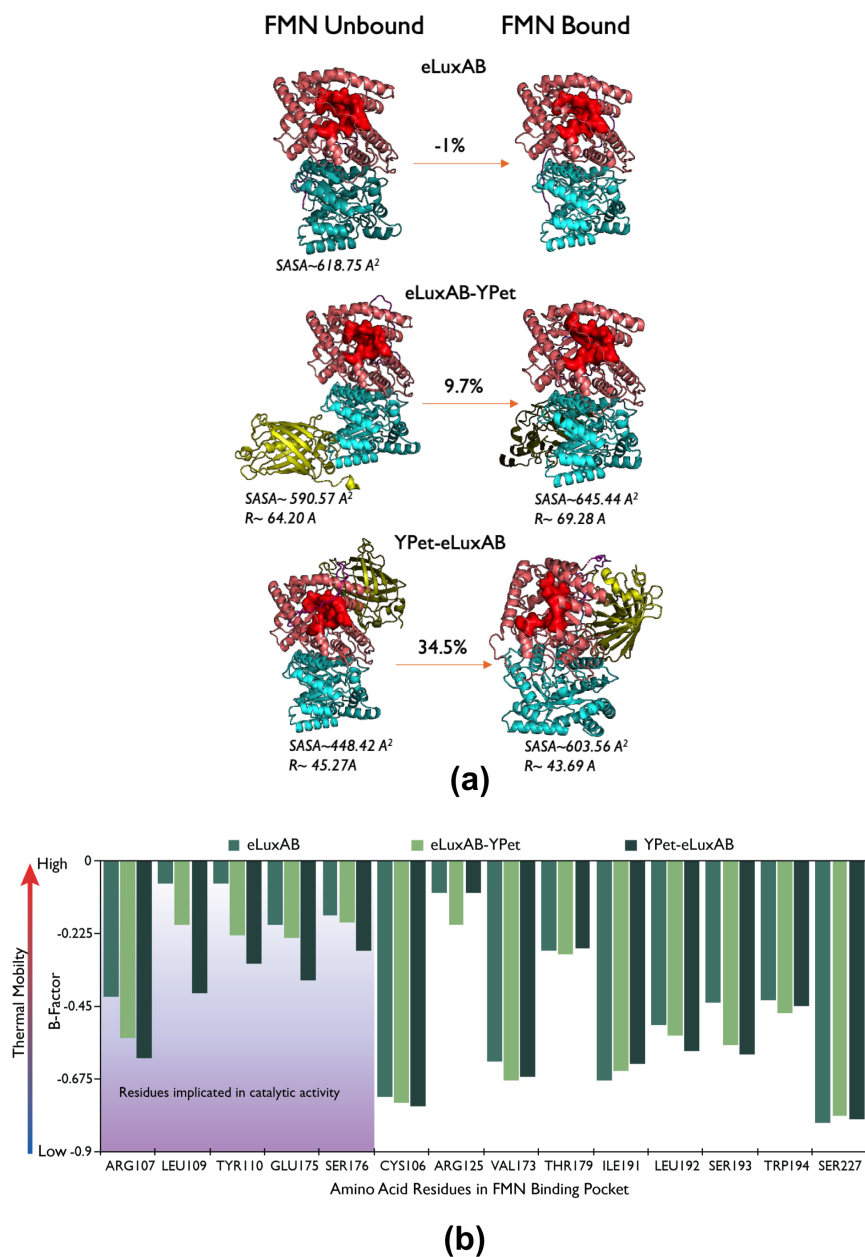 FMN Unbound FMN Bound
eLuxAB
-1%
SASA~618.75 A²
eLuxAB-YPet
9.7%
SASA~ 590.57 A² SASA~645.44 A²
R~ 64.20 A R~ 69.28 A
YPet-eLuxAB
34.5%
SASA~448.42 A² SASA~603.56 A²
R~ 45.27A R~ 43.69 A
(a)
eLuxAB eLuxAB-YPet YPet-eLuxAB
High 0
-0.225
-0.45
-0.675
Low -0.9
Thermal Mobilty
B-Factor
Residues implicated in catalytic activity
ARG107 LEU109 TYR110 GLU175 SER176 CYS106 ARG125 VAL173 THR179 ILE191 LEU192 SER193 TRP194 SER227
Amino Acid Residues in FMN Binding Pocket
(b)